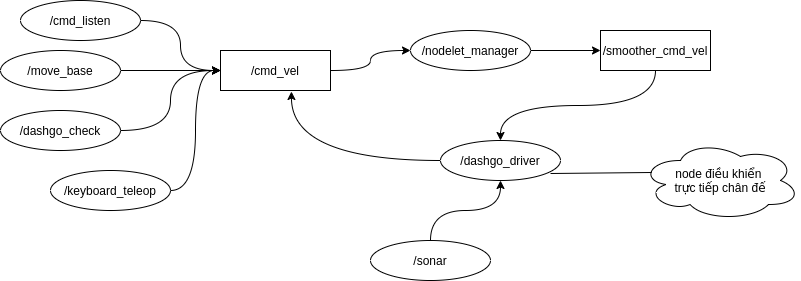 /cmd_listen
/move_base
/dashgo_check
/keyboard_teleop
/cmd_vel
/nodelet_manager
/smoother_cmd_vel
/dashgo_driver
node điều khiển
trực tiếp chân đế
/sonar